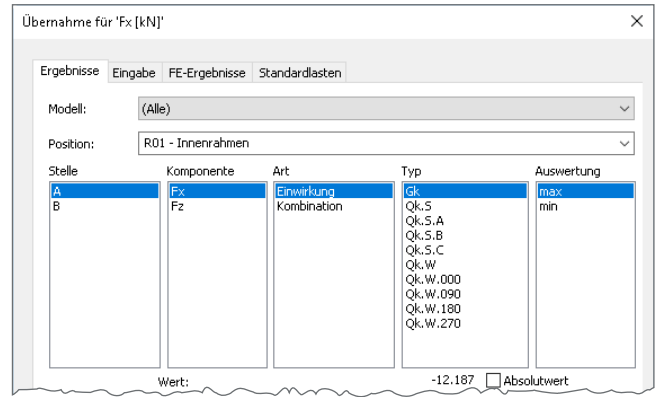 Übernahme für 'Fx [kN]'
Ergebnisse Eingabe FE-Ergebnisse Standardlasten
Modell: (Alle)
Position: R01 - Innenrahmen
Stelle Komponente Art Typ Auswertung
A Fx Einwirkung Gk max
B Fz Kombination Qk.S min
Qk.S.A
Qk.S.B
Qk.S.C
Qk.W
Qk.W.000
Qk.W.090
Qk.W.180
Qk.W.270
Wert: -12.187 Absolutwert